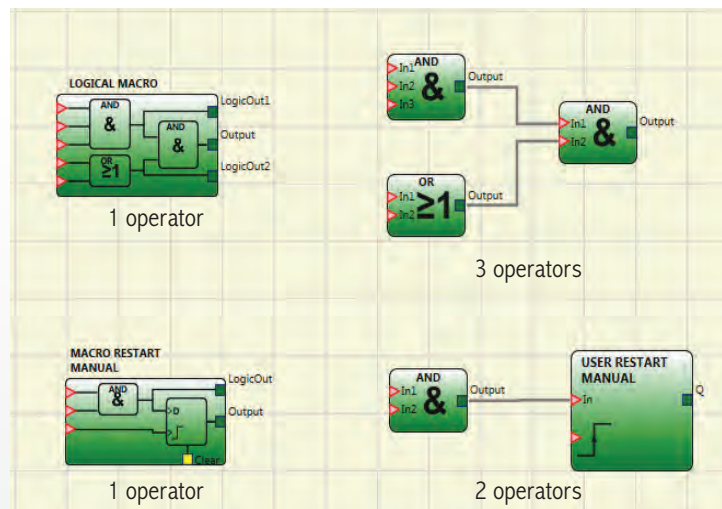 LOGICAL MACRO
AND
&
AND
&
OR
≥1
LogicOut1
Output
LogicOut2
1 operator
AND
In1
In2
In3
&
Output
OR
In1
In2
≥1
Output
AND
In1
In2
&
Output
3 operators
MACRO RESTART
MANUAL
AND
&
D
LogicOut
Output
Clear
1 operator
AND
In1
In2
&
Output
USER RESTART
MANUAL
In
Q
2 operators